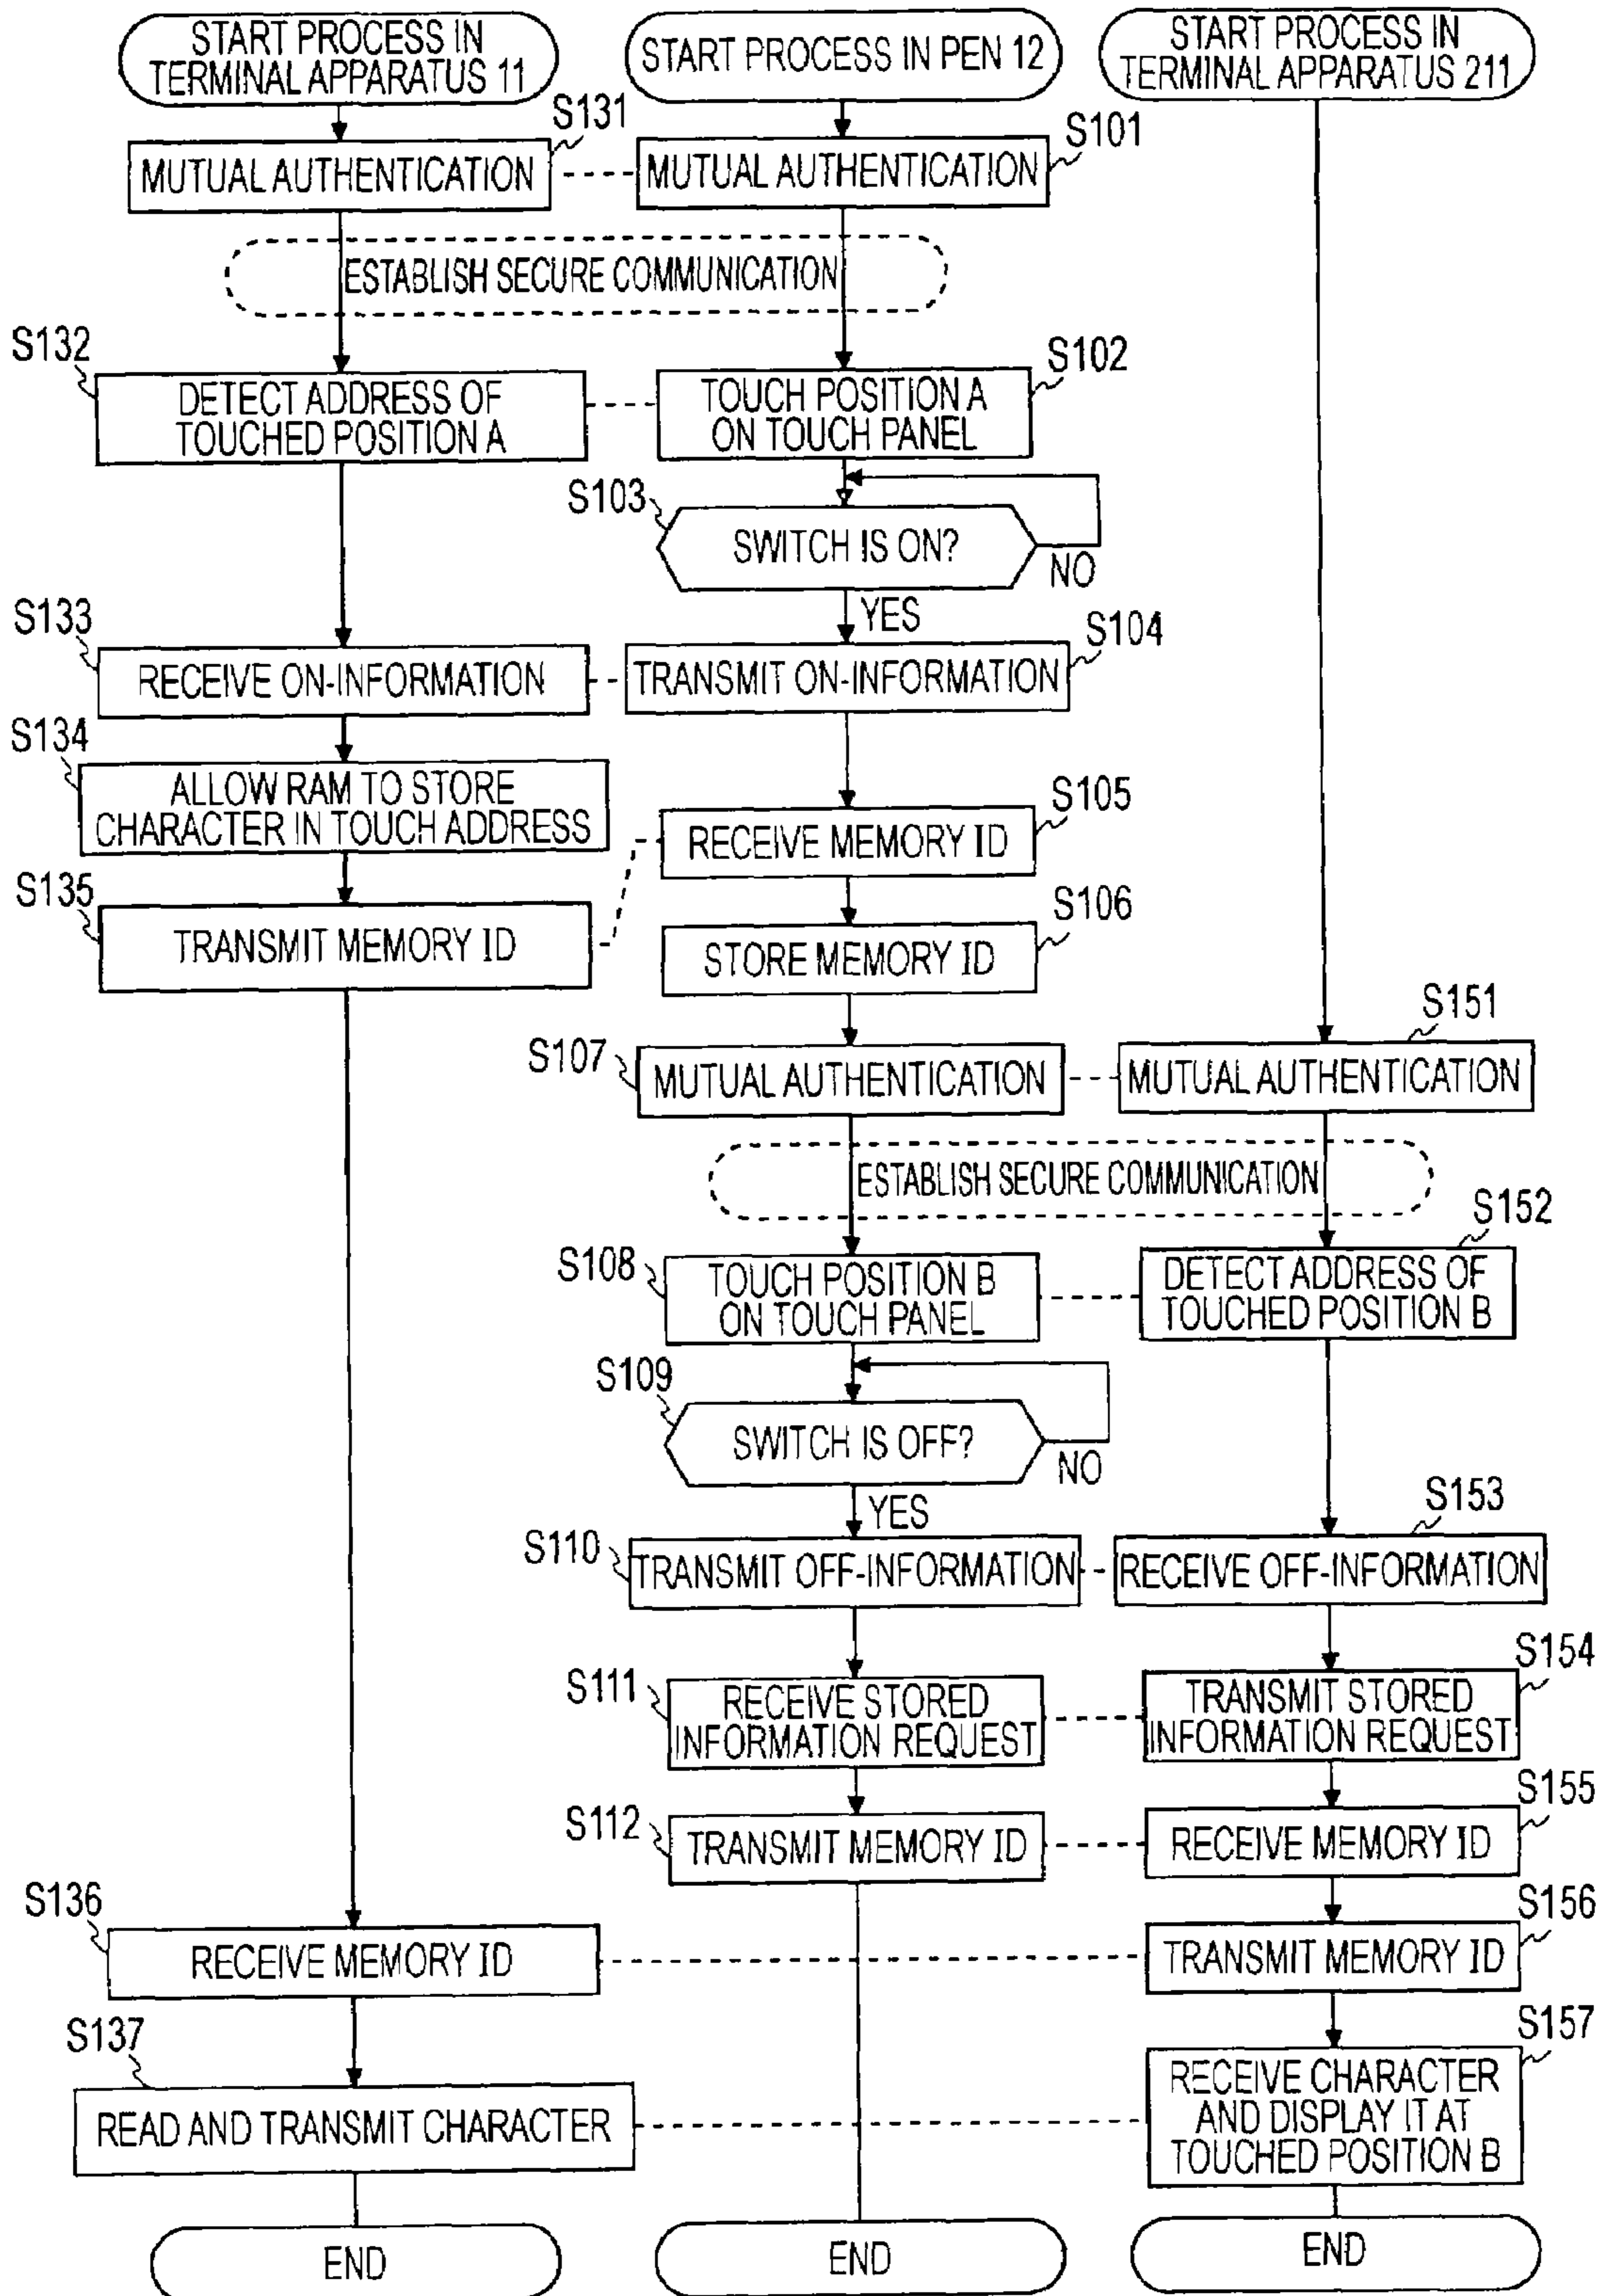 START PROCESS IN
TERMINAL APPARATUS 11
START PROCESS IN PEN 12
START PROCESS IN
TERMINAL APPARATUS 211
S131
MUTUAL AUTHENTICATION
S101
MUTUAL AUTHENTICATION
ESTABLISH SECURE COMMUNICATION
S132
DETECT ADDRESS OF
TOUCHED POSITION A
S102
TOUCH POSITION A
ON TOUCH PANEL
S103
SWITCH IS ON?
NO
YES
S133
RECEIVE ON-INFORMATION
S104
TRANSMIT ON-INFORMATION
S134
ALLOW RAM TO STORE
CHARACTER IN TOUCH ADDRESS
S105
RECEIVE MEMORY ID
S135
TRANSMIT MEMORY ID
S106
STORE MEMORY ID
S107
MUTUAL AUTHENTICATION
S151
MUTUAL AUTHENTICATION
ESTABLISH SECURE COMMUNICATION
S108
TOUCH POSITION B
ON TOUCH PANEL
S152
DETECT ADDRESS OF
TOUCHED POSITION B
S109
SWITCH IS OFF?
NO
YES
S110
TRANSMIT OFF-INFORMATION
S153
RECEIVE OFF-INFORMATION
S111
RECEIVE STORED
INFORMATION REQUEST
S154
TRANSMIT STORED
INFORMATION REQUEST
S112
TRANSMIT MEMORY ID
S155
RECEIVE MEMORY ID
S136
RECEIVE MEMORY ID
S156
TRANSMIT MEMORY ID
S137
READ AND TRANSMIT CHARACTER
S157
RECEIVE CHARACTER
AND DISPLAY IT AT
TOUCHED POSITION B
END
END
END